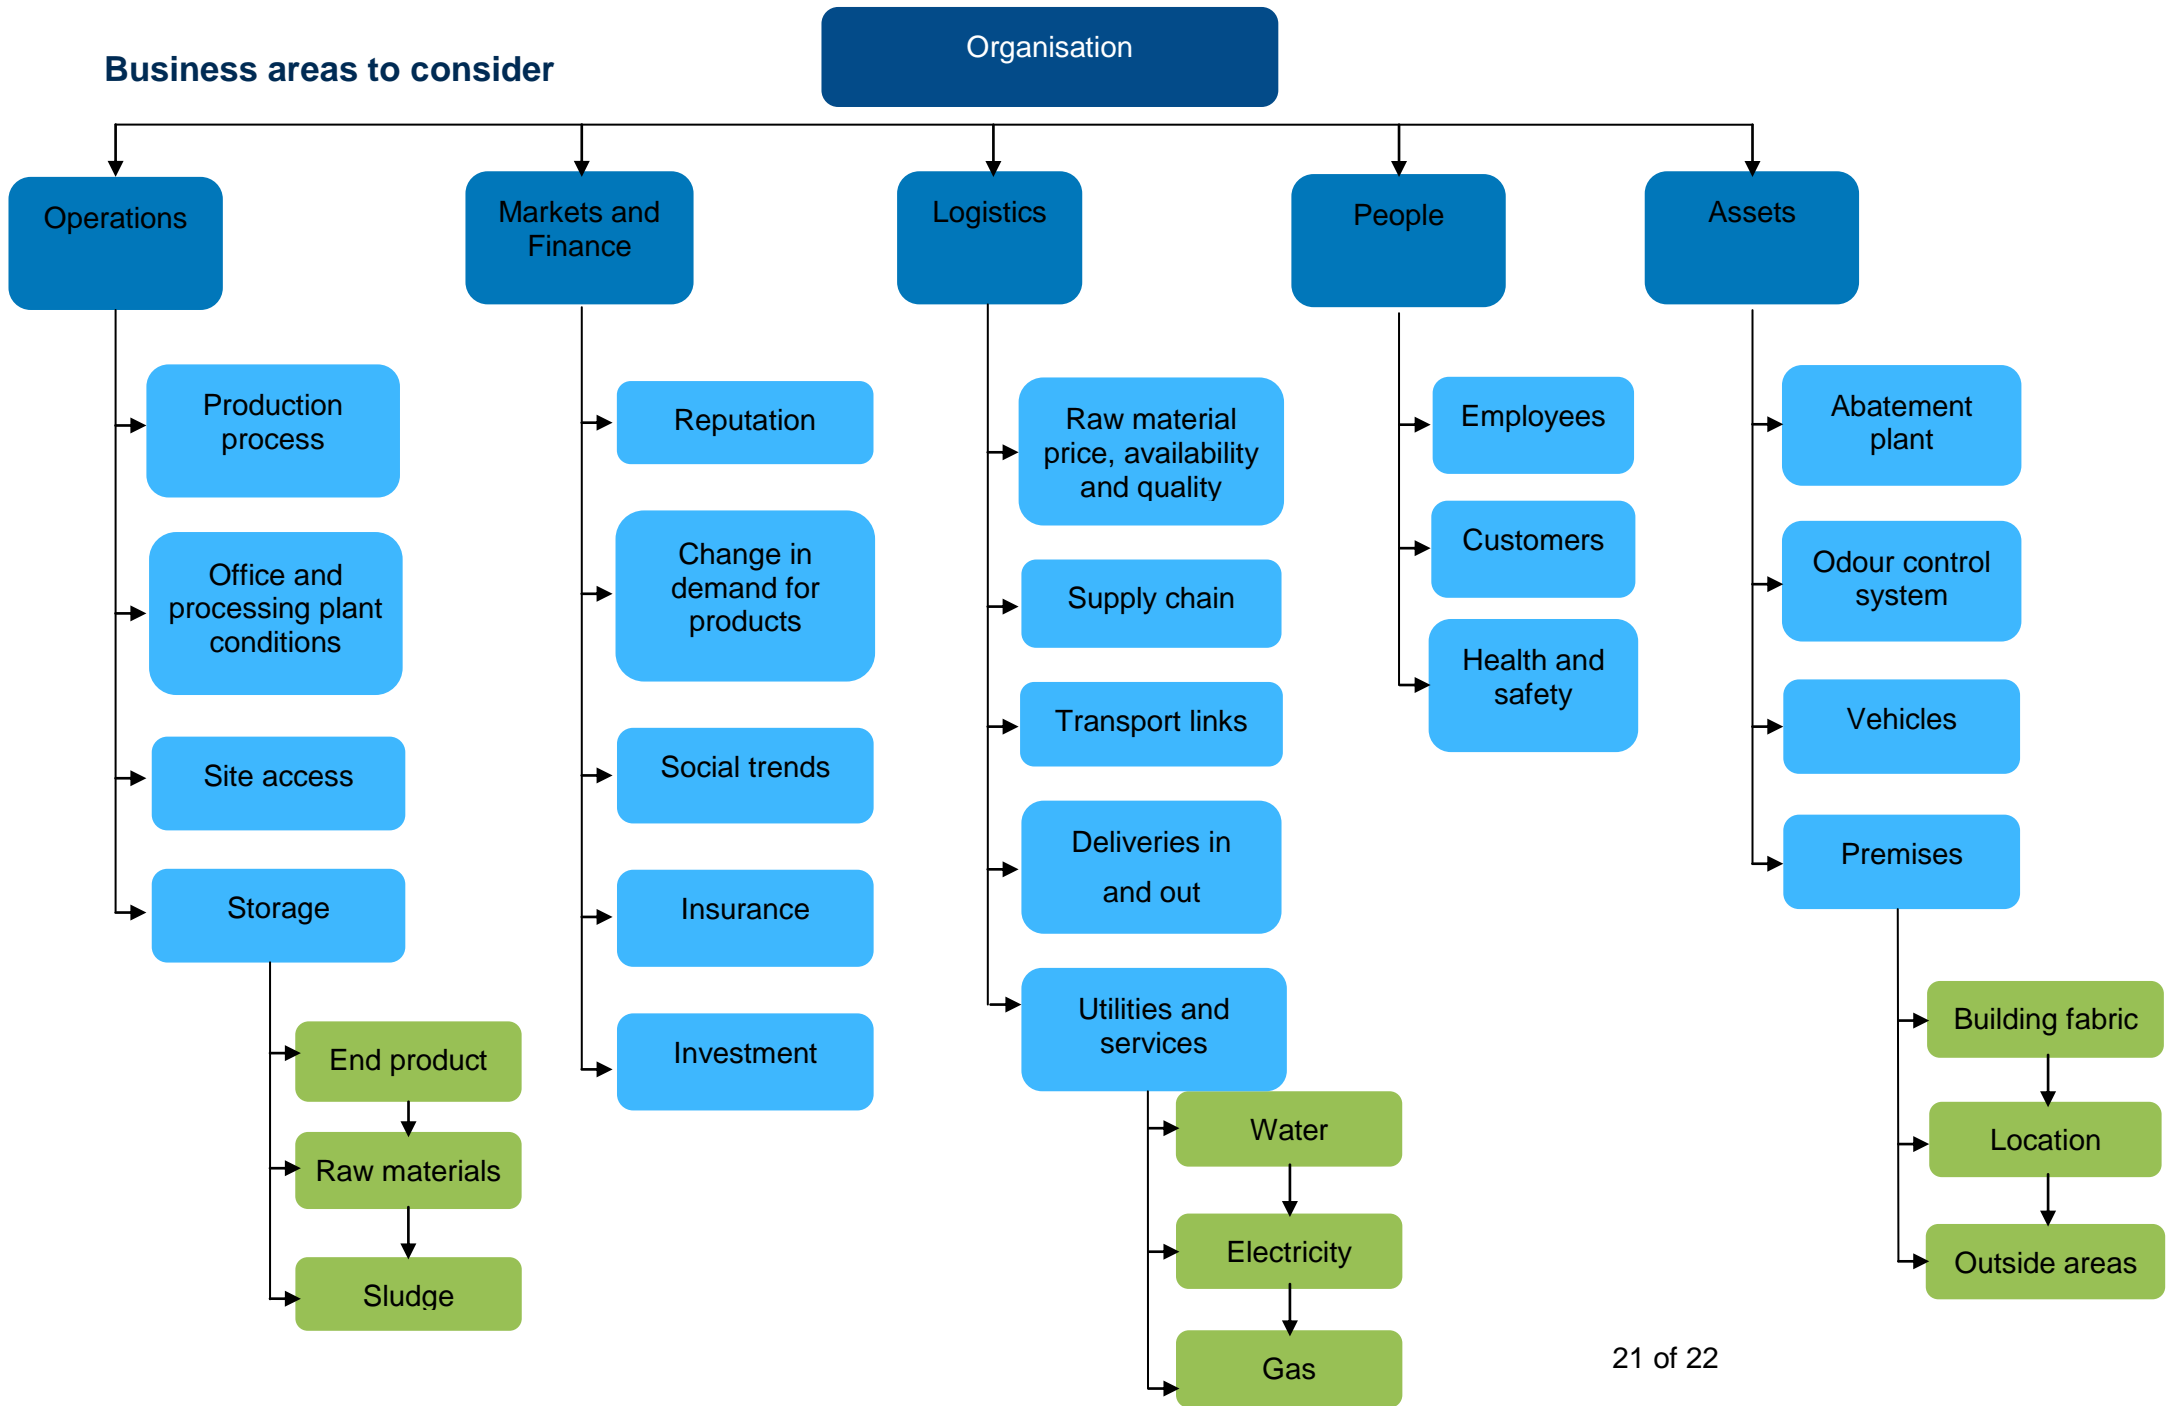 Organisation
Business areas to consider
Operations
Markets and
Finance
Logistics
People
Assets
Production
process
Office and
processing plant
conditions
Site access
Storage
End product
Raw materials
Sludge
Reputation
Change in
demand for
products
Social trends
Insurance
Investment
Raw material
price, availability
and quality
Supply chain
Transport links
Deliveries in
and out
Utilities and
services
Water
Electricity
Gas
Employees
Customers
Health and
safety
Abatement
plant
Odour control
system
Vehicles
Premises
Building fabric
Location
Outside areas
21 of 22